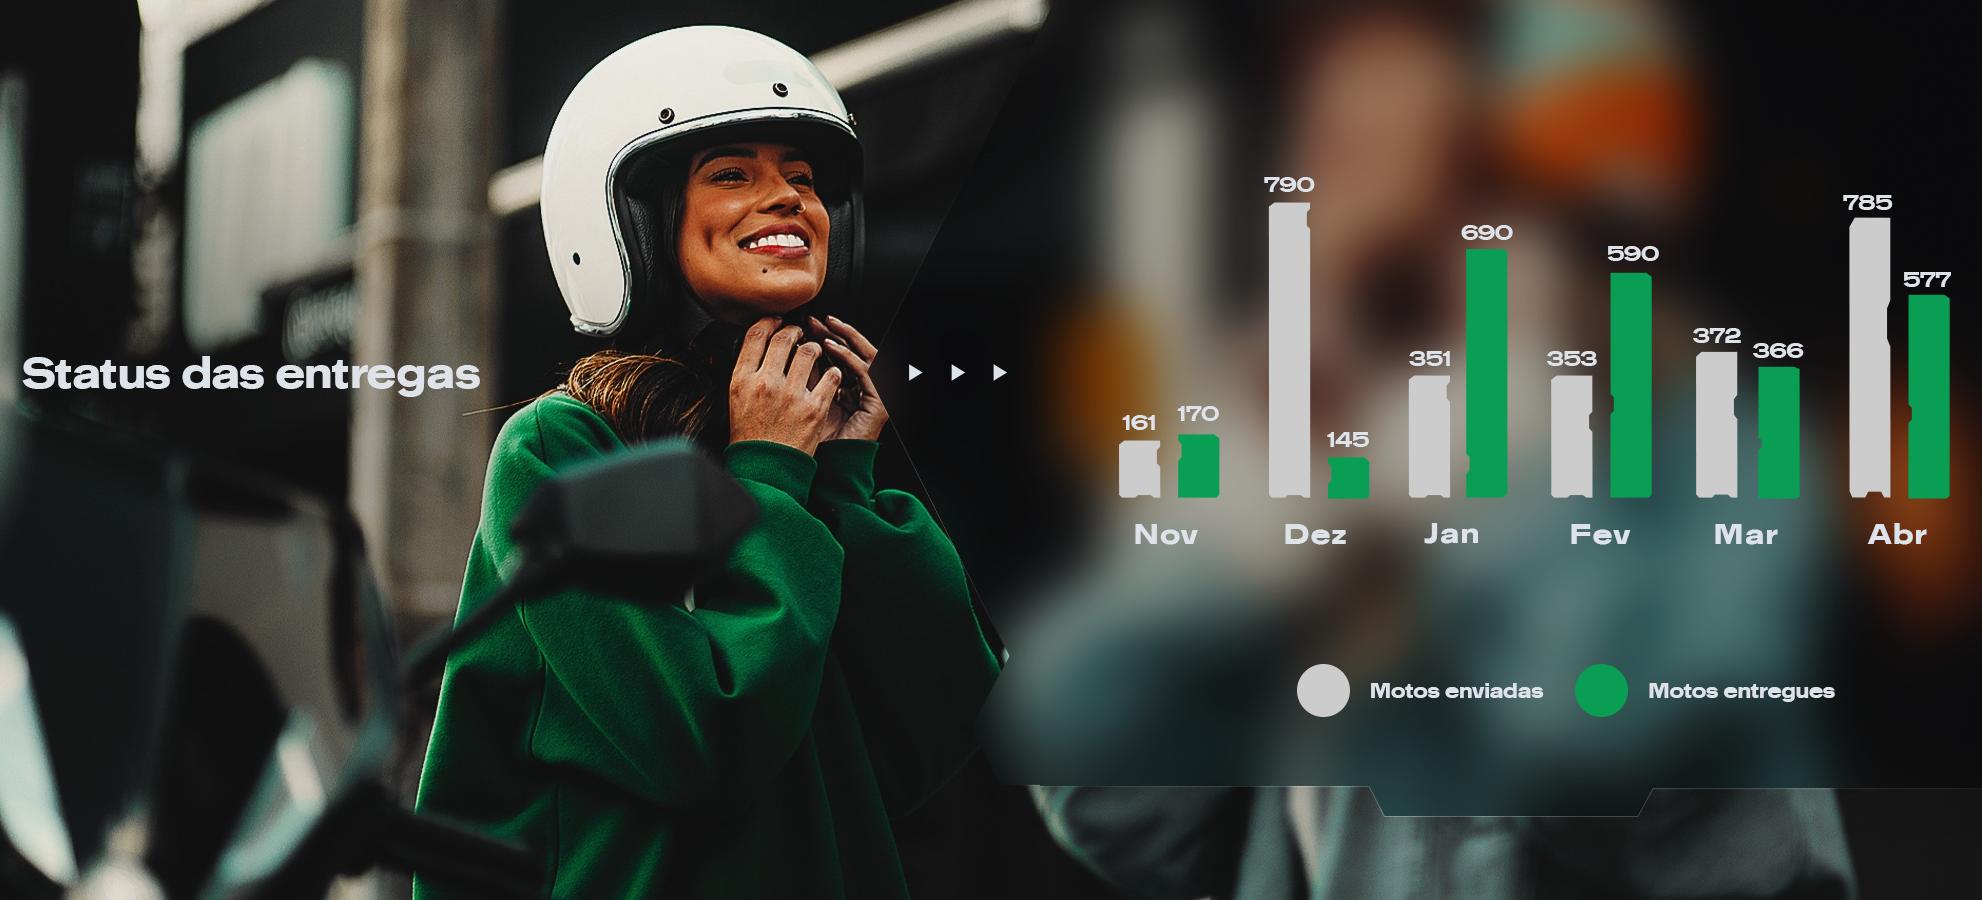 Status das entregas
790
785
690
590
577
372
366
351
353
161
170
145
Nov
Dez
Jan
Fev
Mar
Abr
Motos enviadas
Motos entregues